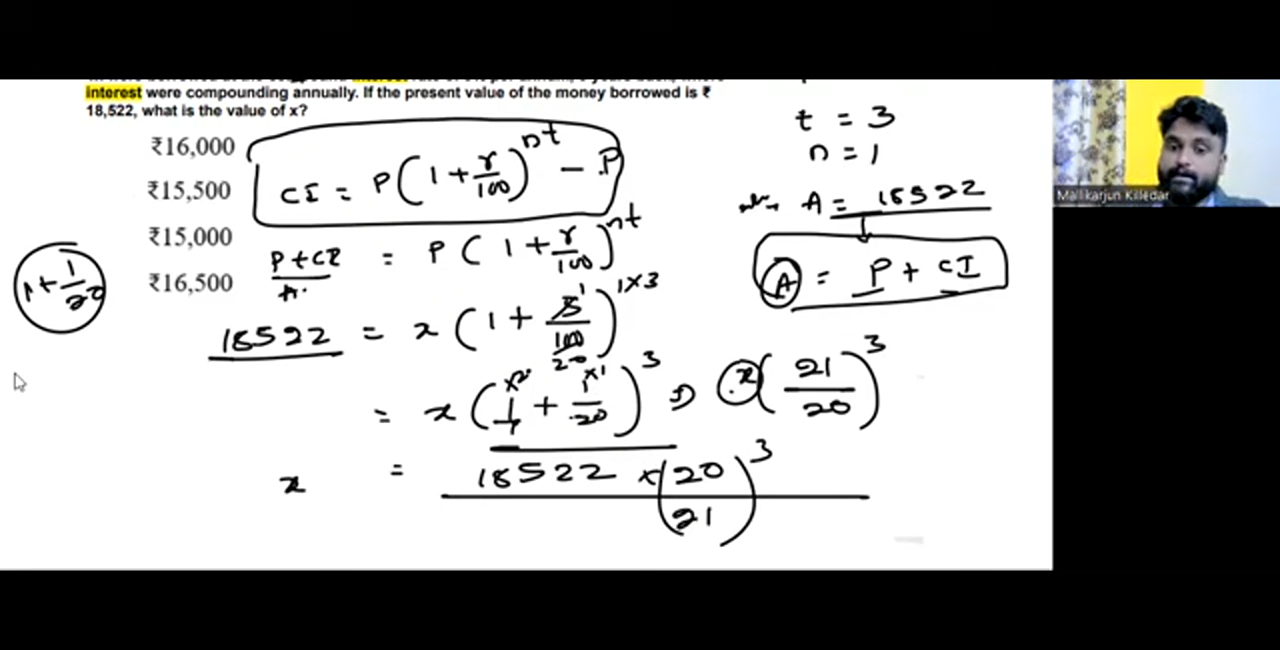 interest were compounding annually. If the present value of the money borrowed is ₹
18,522, what is the value of x?
₹16,000
₹15,500
₹15,000
₹16,500
CI = P(1 + r/100)^nt − P
P + CI = P(1 + r/100)^nt
A.
1 + 1/20
18522 = x(1 + 5/100)^1×3
1
20
= x(1/1 + 1/20)^3 ⇒ x(21/20)^3
x = 18522 × (20/21)^3
t = 3
n = 1
A = 18522
A = P + CI
Mallikarjun Killedar